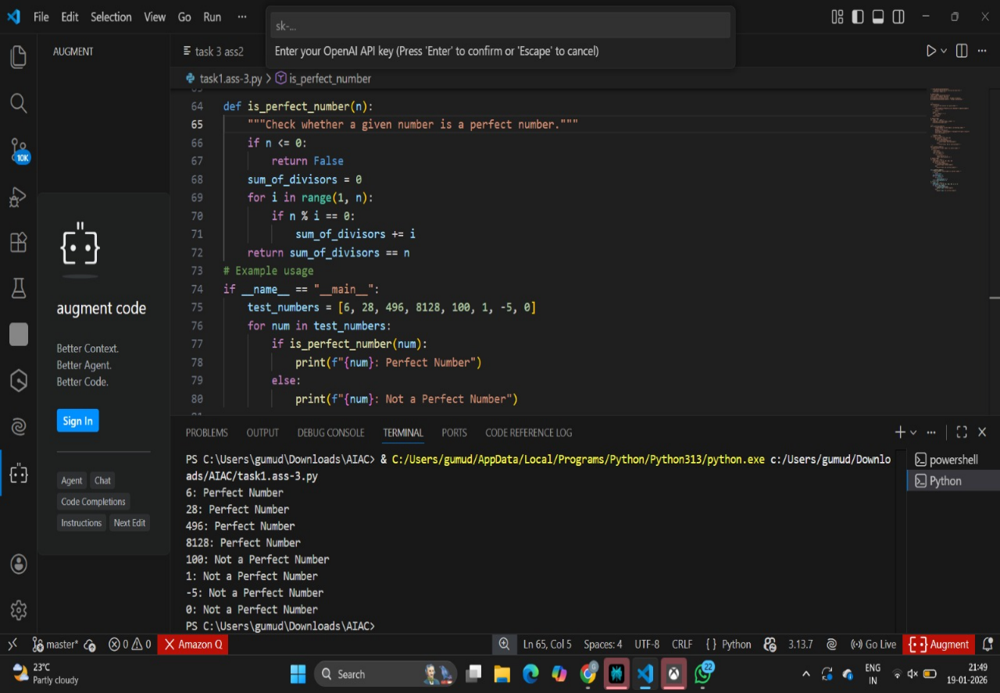 File Edit Selection View Go Run ···
sk-...
Enter your OpenAI API key (Press 'Enter' to confirm or 'Escape' to cancel)
AUGMENT
task 3 ass2
task1.ass-3.py > is_perfect_number
64 def is_perfect_number(n):
65 """Check whether a given number is a perfect number."""
66 if n <= 0:
67 return False
68 sum_of_divisors = 0
69 for i in range(1, n):
70 if n % i == 0:
71 sum_of_divisors += i
72 return sum_of_divisors == n
73 # Example usage
74 if __name__ == "__main__":
75 test_numbers = [6, 28, 496, 8128, 100, 1, -5, 0]
76 for num in test_numbers:
77 if is_perfect_number(num):
78 print(f"{num}: Perfect Number")
79 else:
80 print(f"{num}: Not a Perfect Number")
10K
augment code
Better Context.
Better Agent.
Better Code.
Sign In
Agent Chat
Code Completions
Instructions Next Edit
PROBLEMS OUTPUT DEBUG CONSOLE TERMINAL PORTS CODE REFERENCE LOG
PS C:\Users\gumud\Downloads\AIAC> & C:/Users/gumud/AppData/Local/Programs/Python/Python313/python.exe c:/Users/gumud/Downlo
ads/AIAC/task1.ass-3.py
6: Perfect Number
28: Perfect Number
496: Perfect Number
8128: Perfect Number
100: Not a Perfect Number
1: Not a Perfect Number
-5: Not a Perfect Number
0: Not a Perfect Number
PS C:\Users\gumud\Downloads\AIAC>
powershell
Python
master* 0 0 Amazon Q Ln 65, Col 5 Spaces: 4 UTF-8 CRLF { } Python 3.13.7 Go Live Augment
23°C
Partly cloudy
Search
22
ENG
IN
21:49
19-01-2026